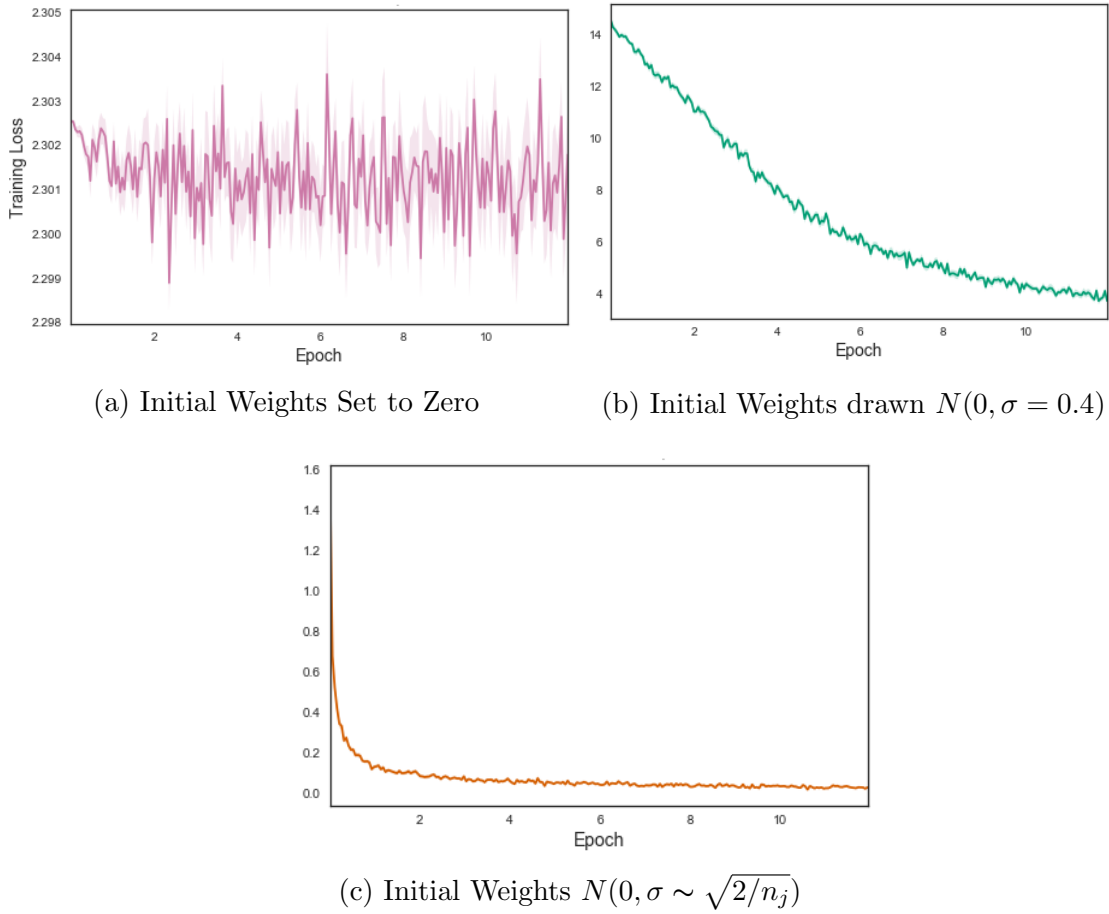 2.305
2.304
2.303
2.302
2.301
2.300
2.299
2.298
Training Loss
2 4 6 8 10
Epoch
(a) Initial Weights Set to Zero
14
12
10
8
6
4
2 4 6 8 10
Epoch
(b) Initial Weights drawn N(0, σ = 0.4)
1.6
1.4
1.2
1.0
0.8
0.6
0.4
0.2
0.0
2 4 6 8 10
Epoch
(c) Initial Weights N(0, σ ∼ √2/n_j)